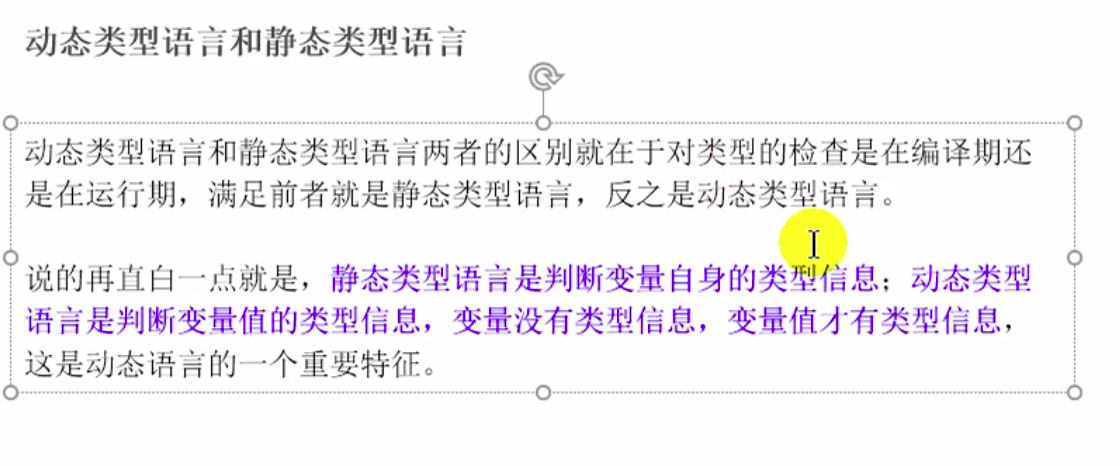 动态类型语言和静态类型语言
动态类型语言和静态类型语言两者的区别就在于对类型的检查是在编译期还
是在运行期，满足前者就是静态类型语言，反之是动态类型语言。
说的再直白一点就是，静态类型语言是判断变量自身的类型信息；动态类型
语言是判断变量值的类型信息，变量没有类型信息，变量值才有类型信息，
这是动态语言的一个重要特征。